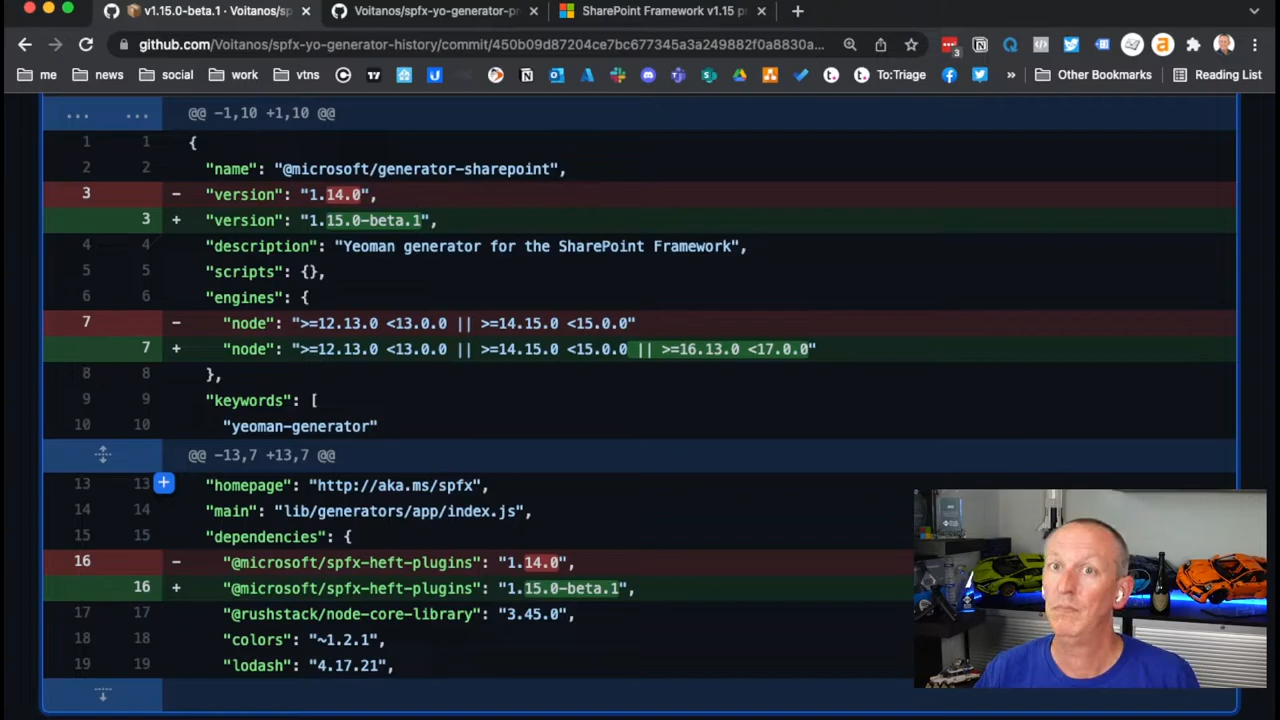 v1.15.0-beta.1 · Voitanos/sp
Voitanos/spfx-yo-generator-pr
SharePoint Framework v1.15 pr
github.com/Voitanos/spfx-yo-generator-history/commit/450b09d87204ce7bc677345a3a249882f0a8830a...
3
me
news
social
work
vtns
To:Triage
Other Bookmarks
Reading List
@@ -1,10 +1,10 @@
1 1 {
2 2 "name": "@microsoft/generator-sharepoint",
3 - "version": "1.14.0",
3 + "version": "1.15.0-beta.1",
4 4 "description": "Yeoman generator for the SharePoint Framework",
5 5 "scripts": {},
6 6 "engines": {
7 - "node": ">=12.13.0 <13.0.0 || >=14.15.0 <15.0.0"
7 + "node": ">=12.13.0 <13.0.0 || >=14.15.0 <15.0.0 || >=16.13.0 <17.0.0"
8 8 },
9 9 "keywords": [
10 10 "yeoman-generator"
@@ -13,7 +13,7 @@
13 13 "homepage": "http://aka.ms/spfx",
14 14 "main": "lib/generators/app/index.js",
15 15 "dependencies": {
16 - "@microsoft/spfx-heft-plugins": "1.14.0",
16 + "@microsoft/spfx-heft-plugins": "1.15.0-beta.1",
17 17 "@rushstack/node-core-library": "3.45.0",
18 18 "colors": "~1.2.1",
19 19 "lodash": "4.17.21",